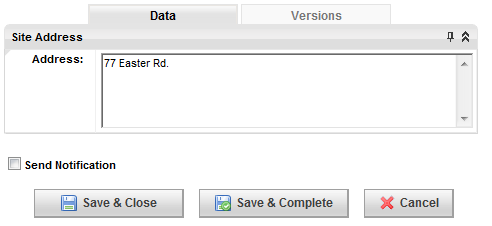 Data Versions
Site Address
Address: 77 Easter Rd.
Send Notification
Save & Close Save & Complete Cancel